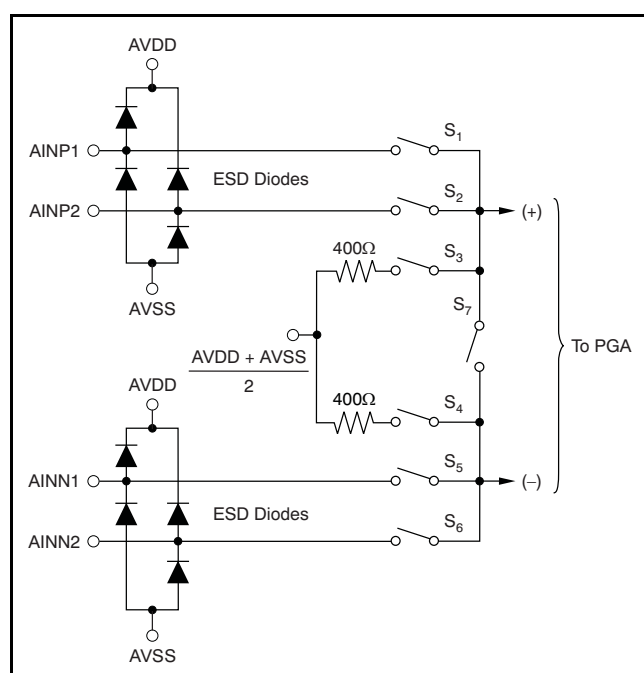 AVDD
AINP1
S1
ESD Diodes
S2
AINP2
(+)
400Ω
S3
AVSS
S7
AVDD + AVSS
2
To PGA
AVDD
400Ω
S4
AINN1
S5
(–)
ESD Diodes
AINN2
S6
AVSS